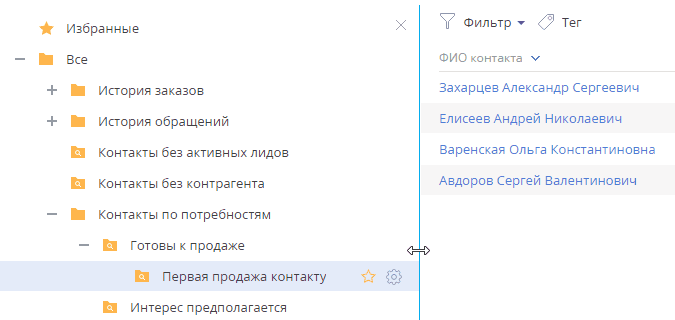 Избранные
Все
История заказов
История обращений
Контакты без активных лидов
Контакты без контрагента
Контакты по потребностям
Готовы к продаже
Первая продажа контакту
Интерес предполагается
Фильтр Тег
ФИО контакта
Захарцев Александр Сергеевич
Елисеев Андрей Николаевич
Варенская Ольга Константиновна
Авдоров Сергей Валентинович